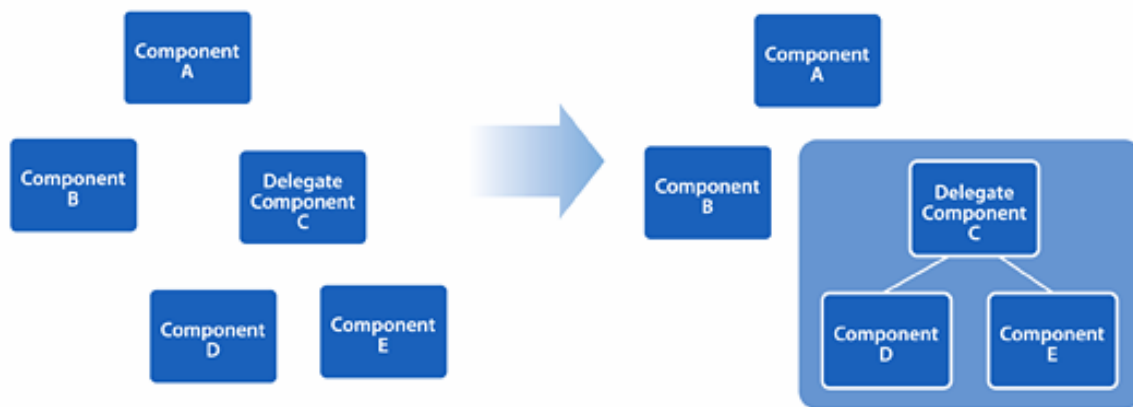 Component
A
Component
B
Delegate
Component
C
Component
D
Component
E
Component
A
Component
B
Delegate
Component
C
Component
D
Component
E